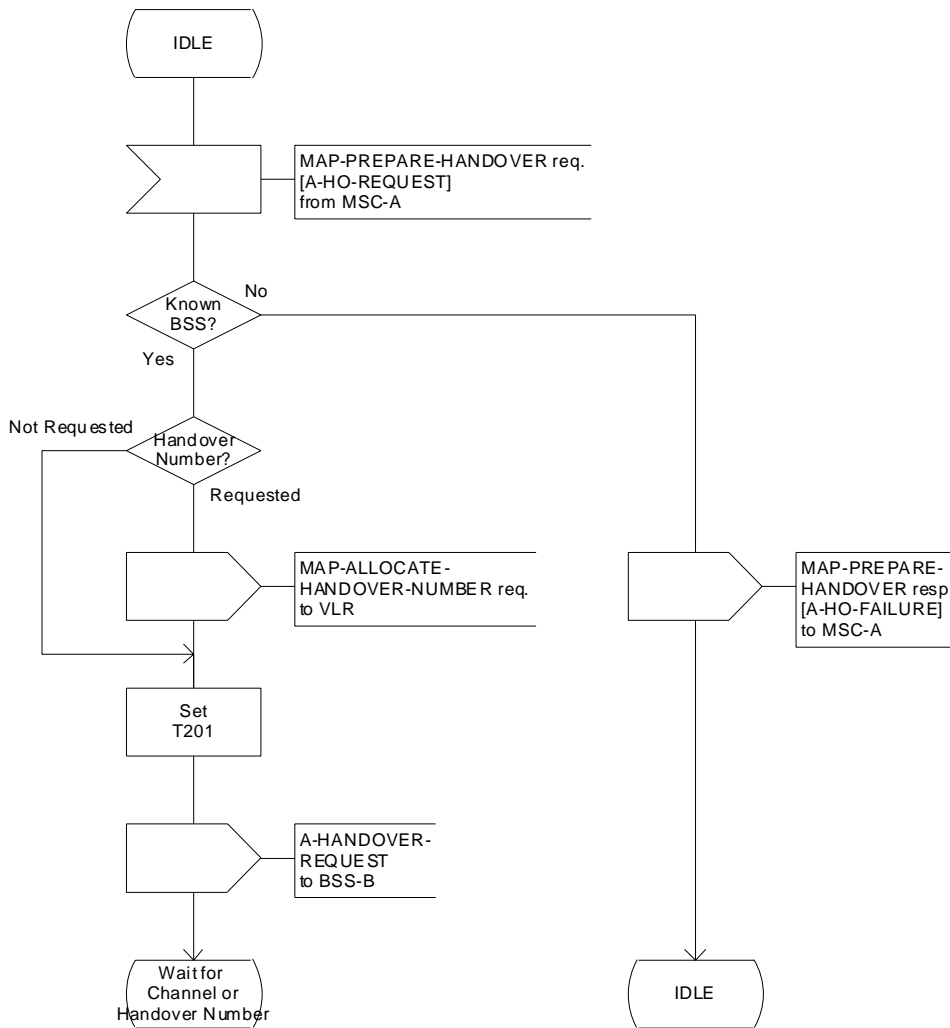 IDLE
MAP-PREPARE-HANDOVER req.
[A-HO-REQUEST]
from MSC-A
Known
BSS?
No
Yes
Not Requested
Handover
Number?
Requested
MAP-ALLOCATE-
HANDOVER-NUMBER req.
to VLR
MAP-PREPARE-
HANDOVER resp
[A-HO-FAILURE]
to MSC-A
Set
T201
A-HANDOVER-
REQUEST
to BSS-B
Wait for
Channel or
Handover Number
IDLE